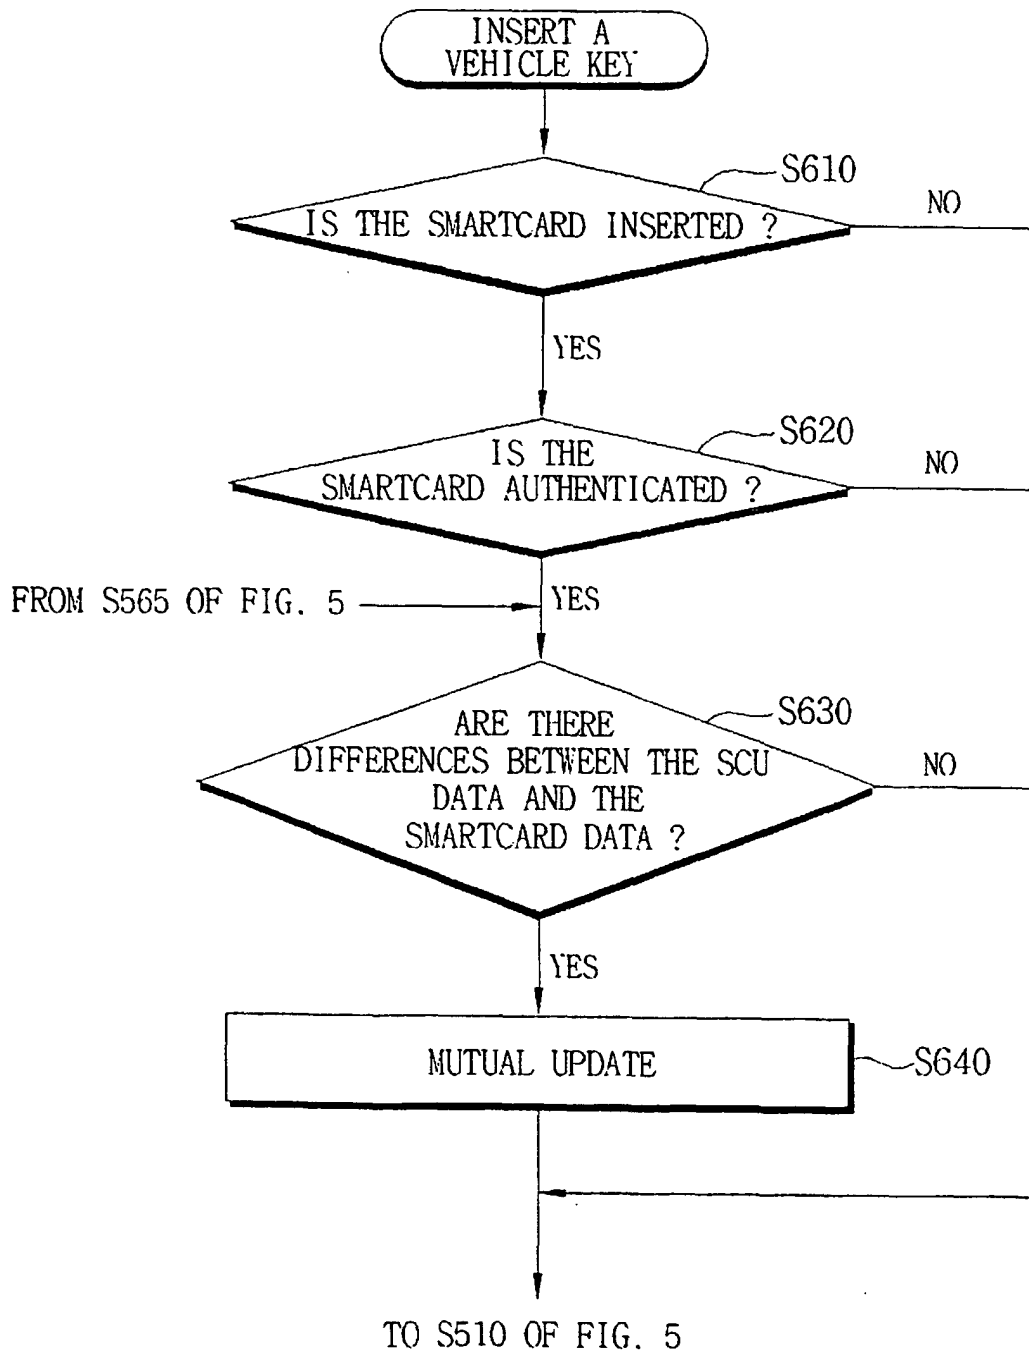 INSERT A
VEHICLE KEY
S610
NO
IS THE SMARTCARD INSERTED ?
YES
S620
IS THE
NO
SMARTCARD AUTHENTICATED ?
FROM S565 OF FIG. 5
YES
S630
ARE THERE
DIFFERENCES BETWEEN THE SCU
NO
DATA AND THE
SMARTCARD DATA ?
YES
MUTUAL UPDATE
S640
TO S510 OF FIG. 5